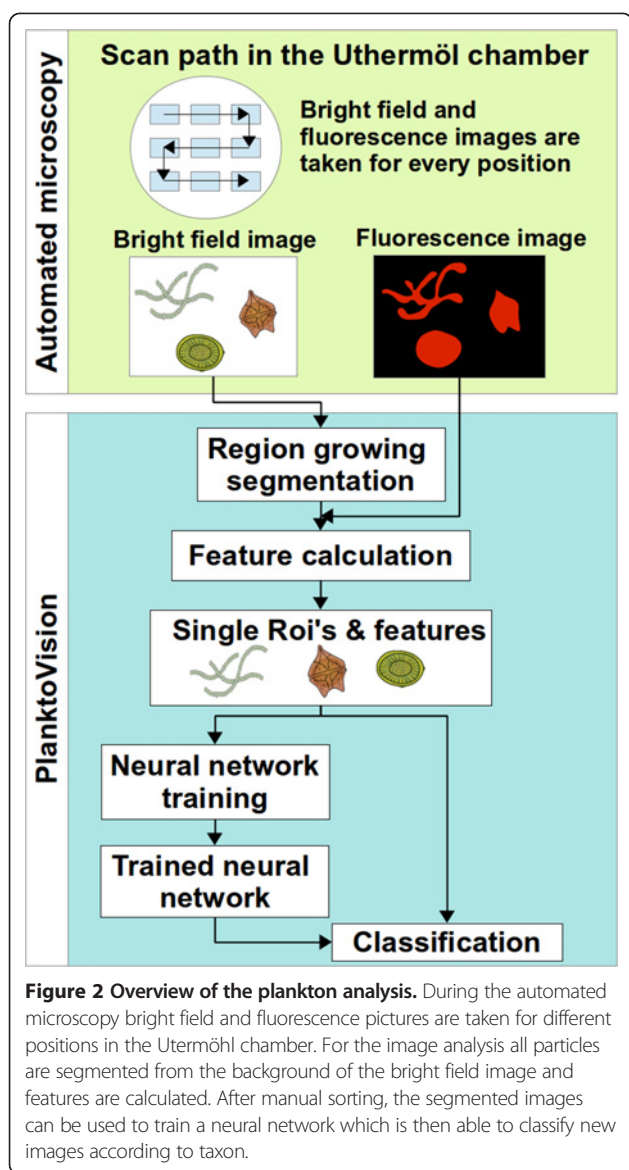 Automated microscopy
Scan path in the Uthermöl chamber
Bright field and
fluorescence images are
taken for every position
Bright field image
Fluorescence image
PlanktoVision
Region growing
segmentation
Feature calculation
Single Roi's & features
Neural network
training
Trained neural
network
Classification
Figure 2 Overview of the plankton analysis. During the automated
microscopy bright field and fluorescence pictures are taken for different
positions in the Utermöhl chamber. For the image analysis all particles
are segmented from the background of the bright field image and
features are calculated. After manual sorting, the segmented images
can be used to train a neural network which is then able to classify new
images according to taxon.